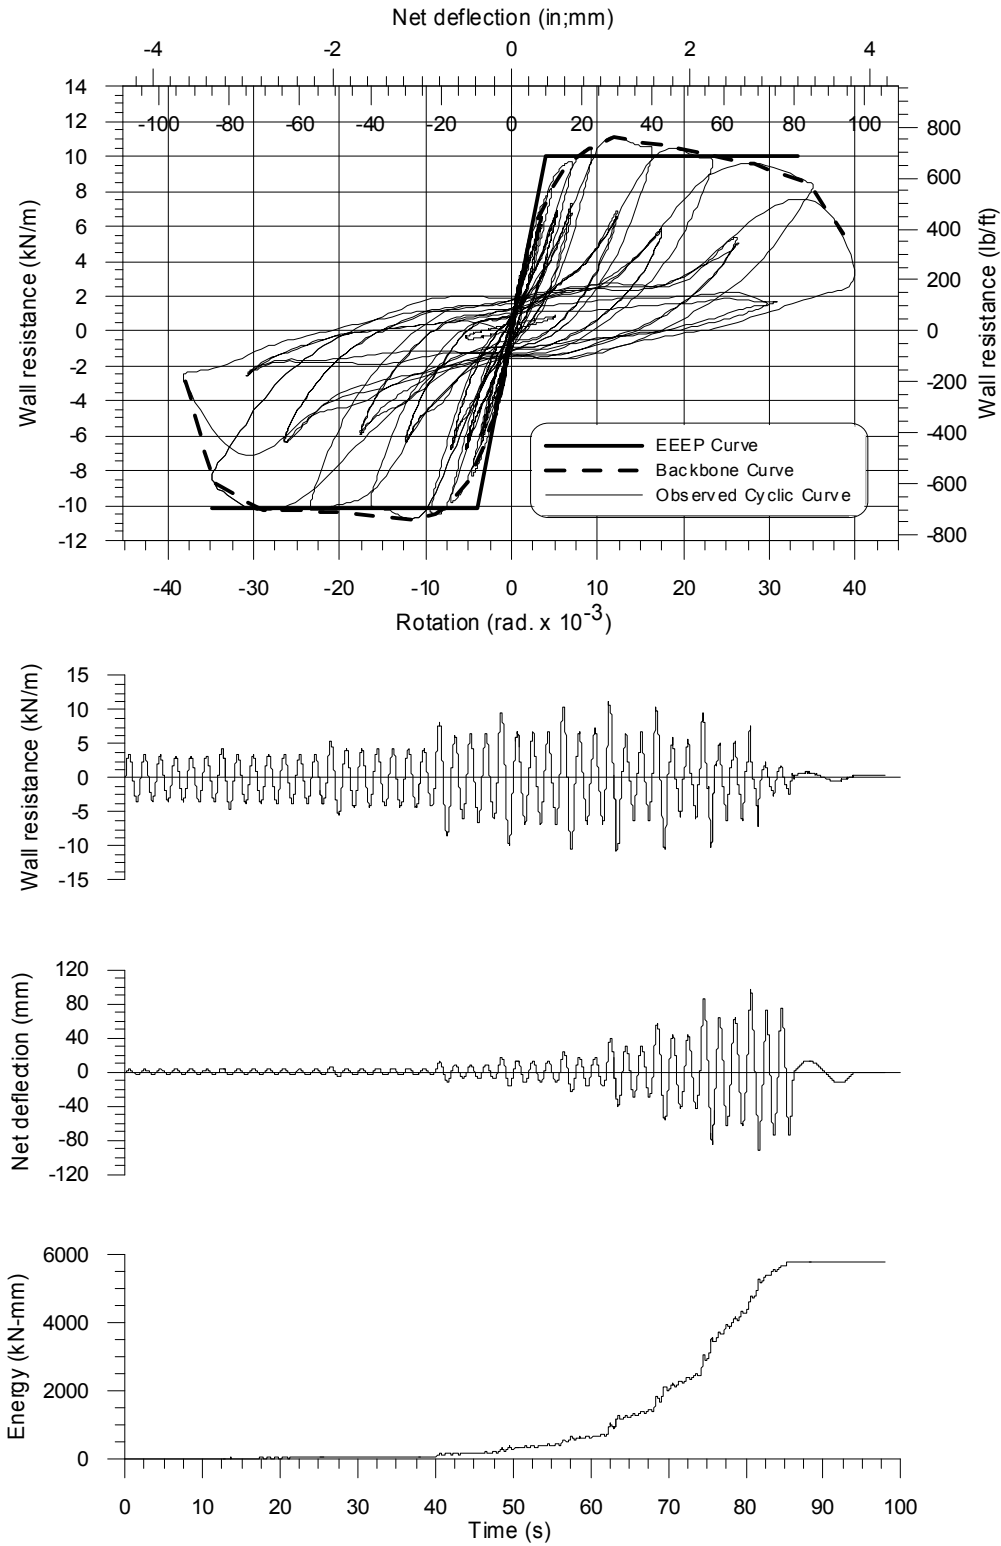 Net deflection (in;mm)
-4 -2 0 2 4
-100 -80 -60 -40 -20 0 20 40 60 80 100
14
12
10
8
6
4
2
0
-2
-4
-6
-8
-10
-12
Wall resistance (kN/m)
800
600
400
200
0
-200
-400
-600
-800
Wall resistance (lb/ft)
EEEP Curve
Backbone Curve
Observed Cyclic Curve
-40 -30 -20 -10 0 10 20 30 40
Rotation (rad. x 10-3)
15
10
5
0
-5
-10
-15
Wall resistance (kN/m)
120
80
40
0
-40
-80
-120
Net deflection (mm)
6000
4000
2000
0
Energy (kN-mm)
0 10 20 30 40 50 60 70 80 90 100
Time (s)